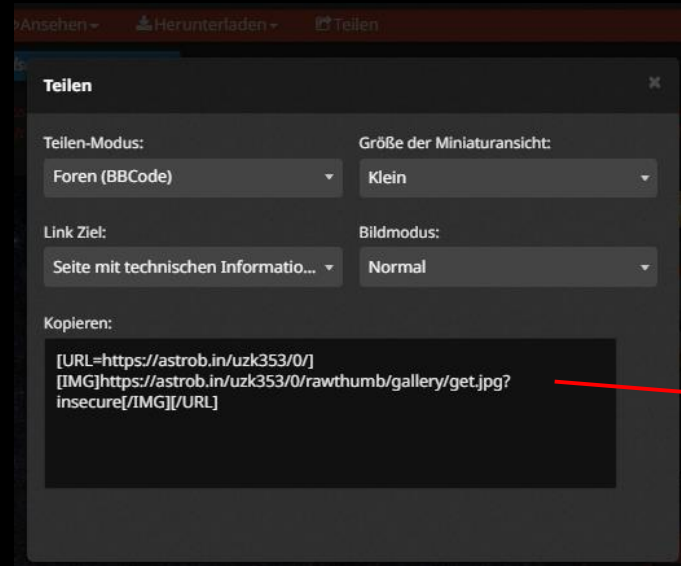 Ansehen Herunterladen Teilen
Teilen ×
Teilen-Modus: Größe der Miniaturansicht:
Foren (BBCode) Klein
Link Ziel: Bildmodus:
Seite mit technischen Informatio... Normal
Kopieren:
[URL=https://astrob.in/uzk353/0/]
[IMG]https://astrob.in/uzk353/0/rawthumb/gallery/get.jpg?
insecure[/IMG][/URL]